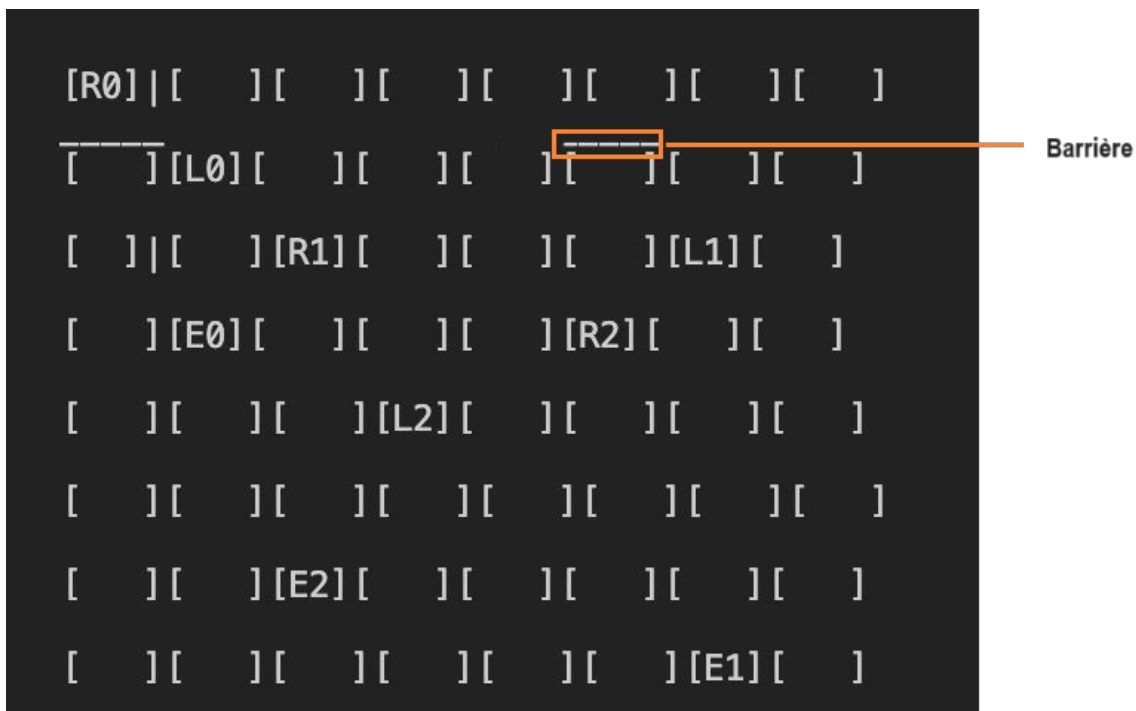 [R0]|[   ][   ][   ][   ][   ][   ][   ]
_____                   _____
[   ][L0][   ][   ][   ][   ][   ][   ]
Barrière
[  ]|[   ][R1][   ][   ][   ][L1][   ]
[   ][E0][   ][   ][   ][R2][   ][   ]
[   ][   ][   ][L2][   ][   ][   ][   ]
[   ][   ][   ][   ][   ][   ][   ][   ]
[   ][   ][E2][   ][   ][   ][   ][   ]
[   ][   ][   ][   ][   ][   ][E1][   ]